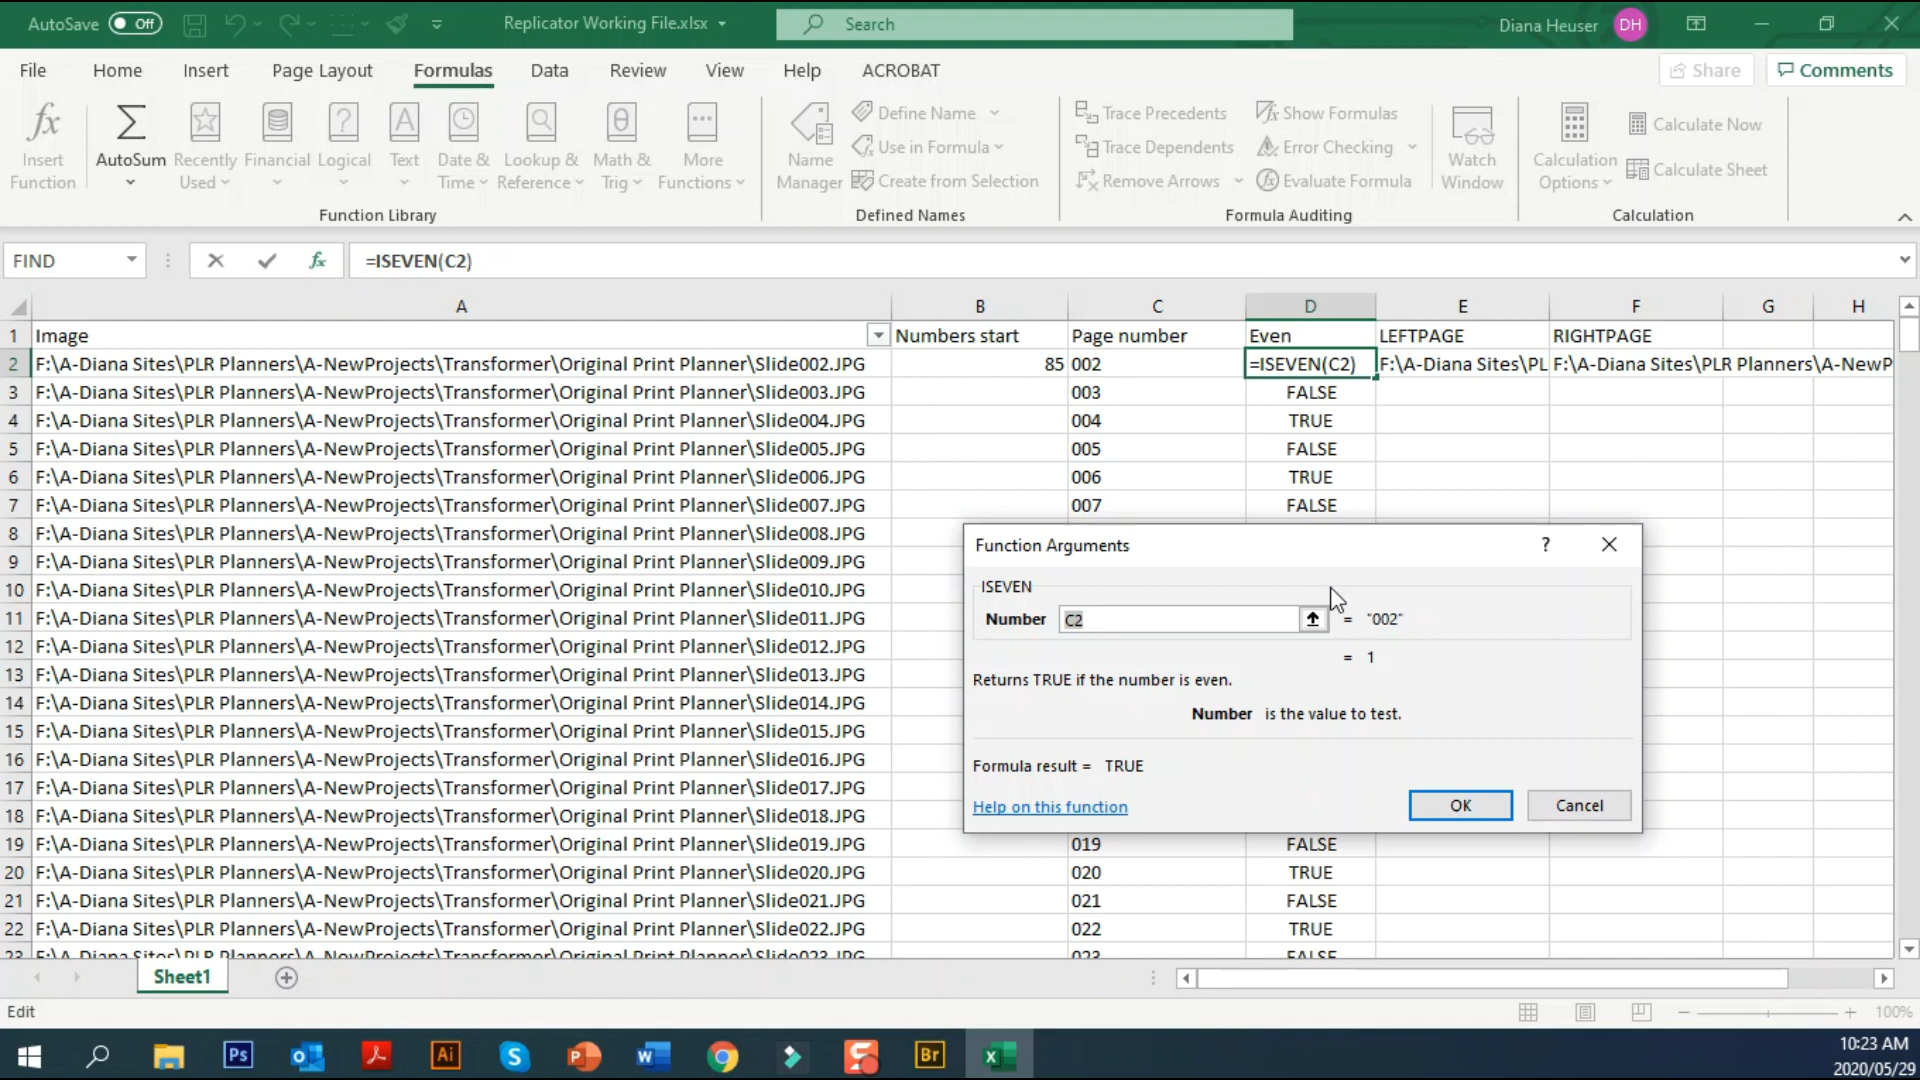 AutoSave Off Replicator Working File.xlsx Search Diana Heuser DH
File Home Insert Page Layout Formulas Data Review View Help ACROBAT Share Comments
fx Insert Function
AutoSum
Recently Used
Financial
Logical
Text
Date & Time
Lookup & Reference
Math & Trig
More Functions
Function Library
Name Manager
Define Name
Use in Formula
Create from Selection
Defined Names
Trace Precedents
Trace Dependents
Remove Arrows
Show Formulas
Error Checking
Evaluate Formula
Formula Auditing
Watch Window
Calculation Options
Calculate Now
Calculate Sheet
Calculation
FIND fx =ISEVEN(C2)
A B C D E F G H
1 Image Numbers start Page number Even LEFTPAGE RIGHTPAGE
2 F:\A-Diana Sites\PLR Planners\A-NewProjects\Transformer\Original Print Planner\Slide002.JPG 85 002 =ISEVEN(C2) F:\A-Diana Sites\PL F:\A-Diana Sites\PLR Planners\A-NewP
3 F:\A-Diana Sites\PLR Planners\A-NewProjects\Transformer\Original Print Planner\Slide003.JPG 003 FALSE
4 F:\A-Diana Sites\PLR Planners\A-NewProjects\Transformer\Original Print Planner\Slide004.JPG 004 TRUE
5 F:\A-Diana Sites\PLR Planners\A-NewProjects\Transformer\Original Print Planner\Slide005.JPG 005 FALSE
6 F:\A-Diana Sites\PLR Planners\A-NewProjects\Transformer\Original Print Planner\Slide006.JPG 006 TRUE
7 F:\A-Diana Sites\PLR Planners\A-NewProjects\Transformer\Original Print Planner\Slide007.JPG 007 FALSE
8 F:\A-Diana Sites\PLR Planners\A-NewProjects\Transformer\Original Print Planner\Slide008.JPG
9 F:\A-Diana Sites\PLR Planners\A-NewProjects\Transformer\Original Print Planner\Slide009.JPG
10 F:\A-Diana Sites\PLR Planners\A-NewProjects\Transformer\Original Print Planner\Slide010.JPG
11 F:\A-Diana Sites\PLR Planners\A-NewProjects\Transformer\Original Print Planner\Slide011.JPG
12 F:\A-Diana Sites\PLR Planners\A-NewProjects\Transformer\Original Print Planner\Slide012.JPG
13 F:\A-Diana Sites\PLR Planners\A-NewProjects\Transformer\Original Print Planner\Slide013.JPG
14 F:\A-Diana Sites\PLR Planners\A-NewProjects\Transformer\Original Print Planner\Slide014.JPG
15 F:\A-Diana Sites\PLR Planners\A-NewProjects\Transformer\Original Print Planner\Slide015.JPG
16 F:\A-Diana Sites\PLR Planners\A-NewProjects\Transformer\Original Print Planner\Slide016.JPG
17 F:\A-Diana Sites\PLR Planners\A-NewProjects\Transformer\Original Print Planner\Slide017.JPG
18 F:\A-Diana Sites\PLR Planners\A-NewProjects\Transformer\Original Print Planner\Slide018.JPG
19 F:\A-Diana Sites\PLR Planners\A-NewProjects\Transformer\Original Print Planner\Slide019.JPG 019 FALSE
20 F:\A-Diana Sites\PLR Planners\A-NewProjects\Transformer\Original Print Planner\Slide020.JPG 020 TRUE
21 F:\A-Diana Sites\PLR Planners\A-NewProjects\Transformer\Original Print Planner\Slide021.JPG 021 FALSE
22 F:\A-Diana Sites\PLR Planners\A-NewProjects\Transformer\Original Print Planner\Slide022.JPG 022 TRUE
23 F:\A-Diana Sites\PLR Planners\A-NewProjects\Transformer\Original Print Planner\Slide023.JPG 023 FALSE
Function Arguments ?
ISEVEN
Number C2 = "002"
= 1
Returns TRUE if the number is even.
Number is the value to test.
Formula result = TRUE
Help on this function OK Cancel
Sheet1
Edit 100%
Ps Ai S P W S Br X
10:23 AM
2020/05/29